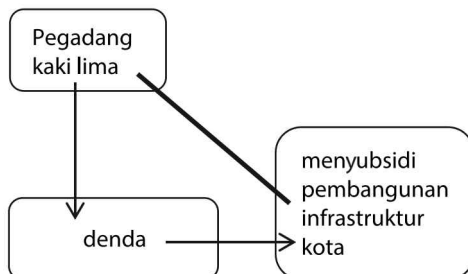 Pegadang
kaki lima
menyubsidi
pembangunan
infrastruktur
kota
denda